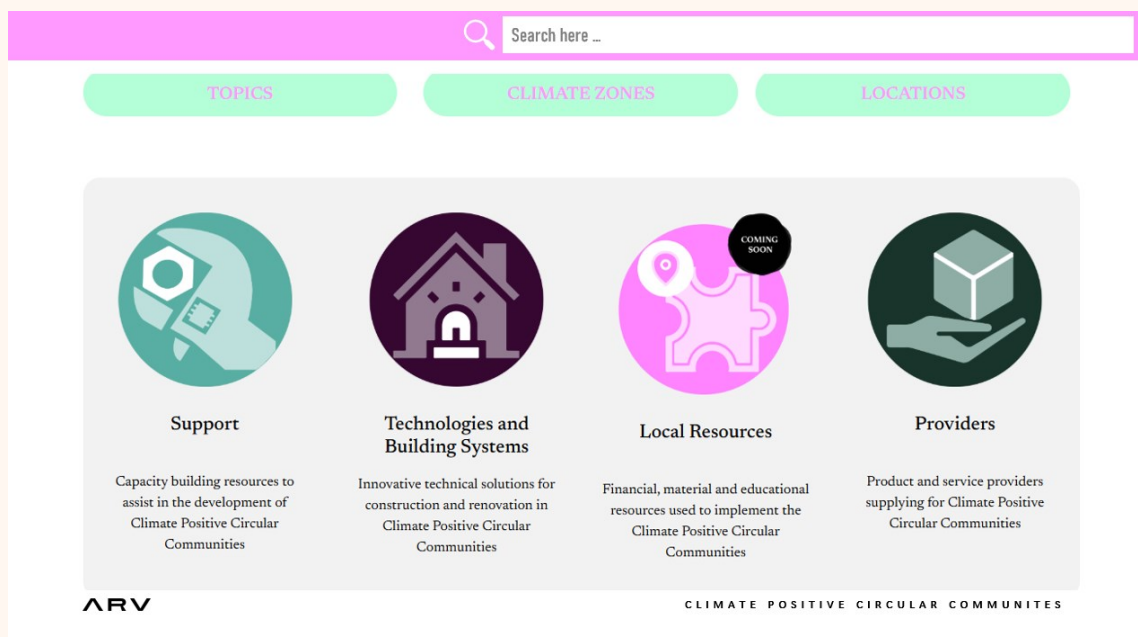 Search here ...
TOPICS
CLIMATE ZONES
LOCATIONS
COMING
SOON
Support
Capacity building resources to
assist in the development of
Climate Positive Circular
Communities
Technologies and
Building Systems
Innovative technical solutions for
construction and renovation in
Climate Positive Circular
Communities
Local Resources
Financial, material and educational
resources used to implement the
Climate Positive Circular
Communities
Providers
Product and service providers
supplying for Climate Positive
Circular Communities
ARV
CLIMATE POSITIVE CIRCULAR COMMUNITES